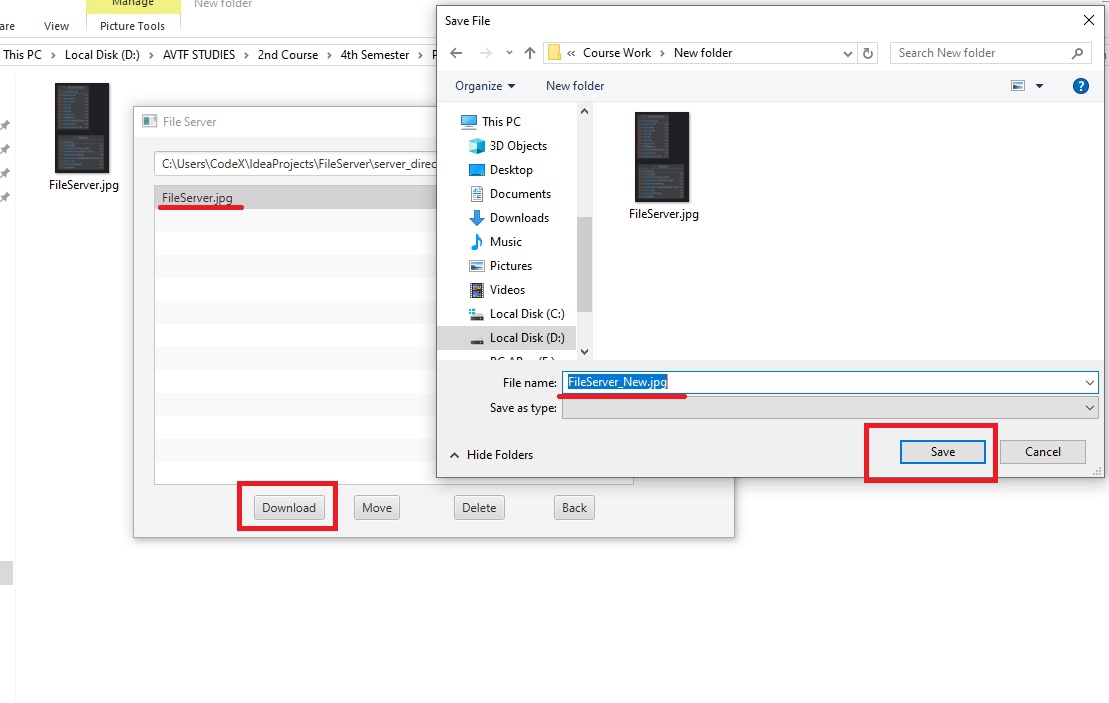 Manage
New folder
are
View
Picture Tools
This PC > Local Disk (D:) > AVTF STUDIES > 2nd Course > 4th Semester >
FileServer.jpg
File Server
C:\Users\CodeX\IdeaProjects\FileServer\server_direc
FileServer.jpg
Download
Move
Delete
Back
Save File
« Course Work > New folder
Search New folder
Organize
New folder
?
This PC
3D Objects
Desktop
Documents
Downloads
Music
Pictures
Videos
Local Disk (C:)
Local Disk (D:)
FileServer.jpg
File name: FileServer_New.jpg
Save as type:
Hide Folders
Save
Cancel